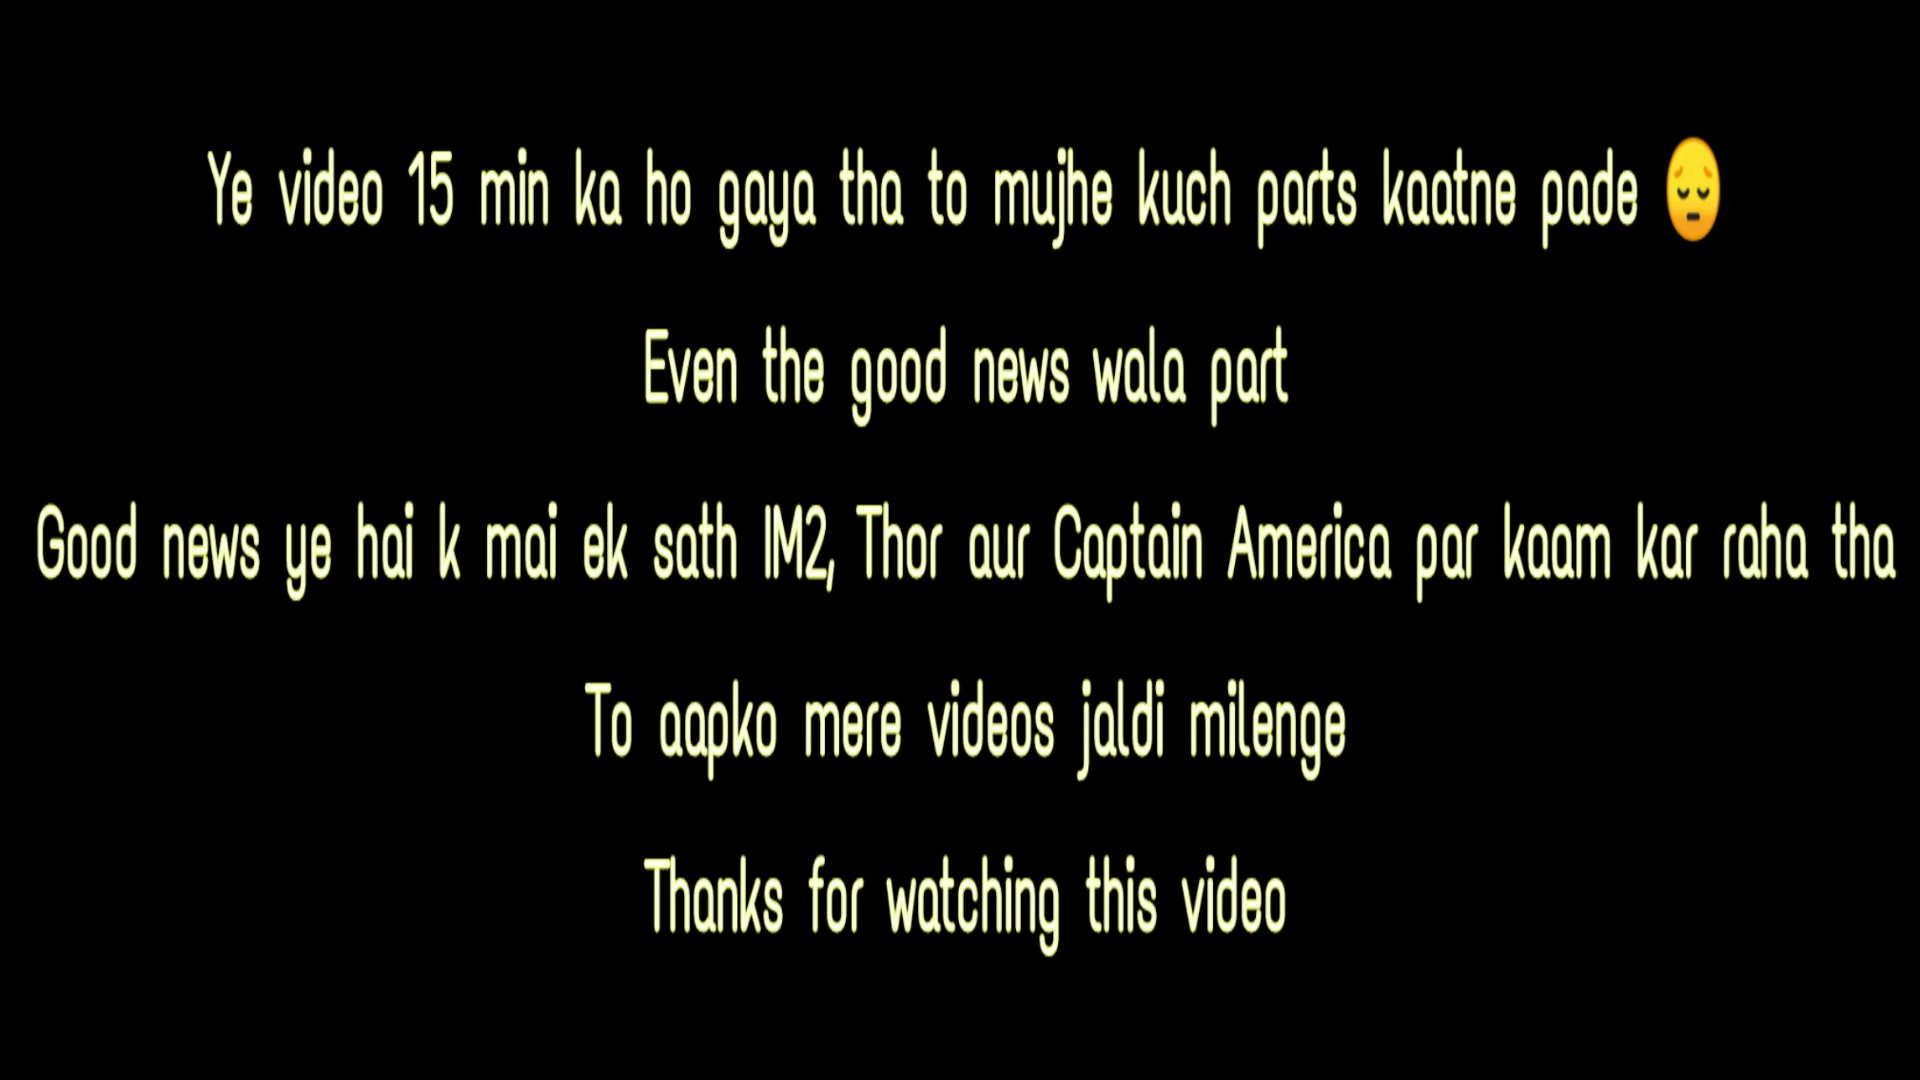 Ye video 15 min ka ho gaya tha to mujhe kuch parts kaatne pade 😔
Even the good news wala part
Good news ye hai k mai ek sath IM2, Thor aur Captain America par kaam kar raha tha
To aapko mere videos jaldi milenge
Thanks for watching this video